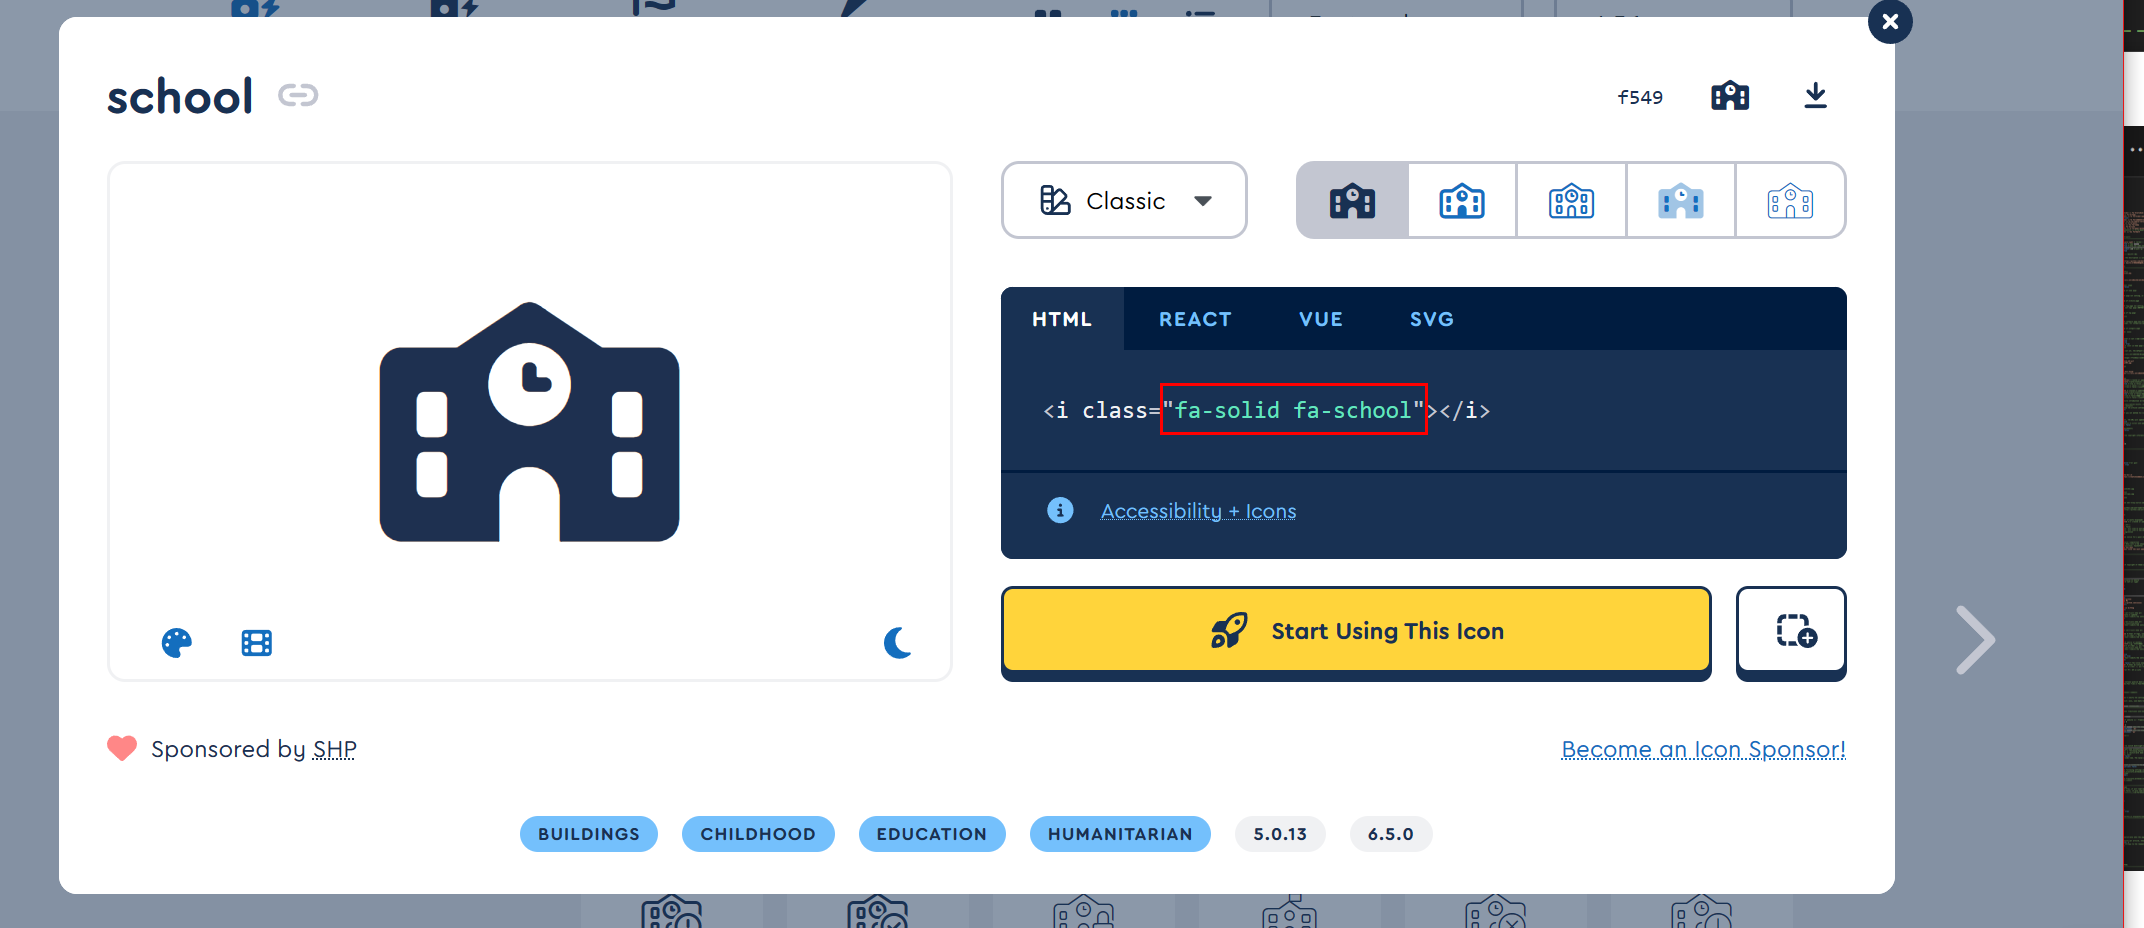 school
f549
Classic
HTML REACT VUE SVG
<i class="fa-solid fa-school"></i>
Accessibility + Icons
Start Using This Icon
Sponsored by SHP
Become an Icon Sponsor!
BUILDINGS CHILDHOOD EDUCATION HUMANITARIAN 5.0.13 6.5.0